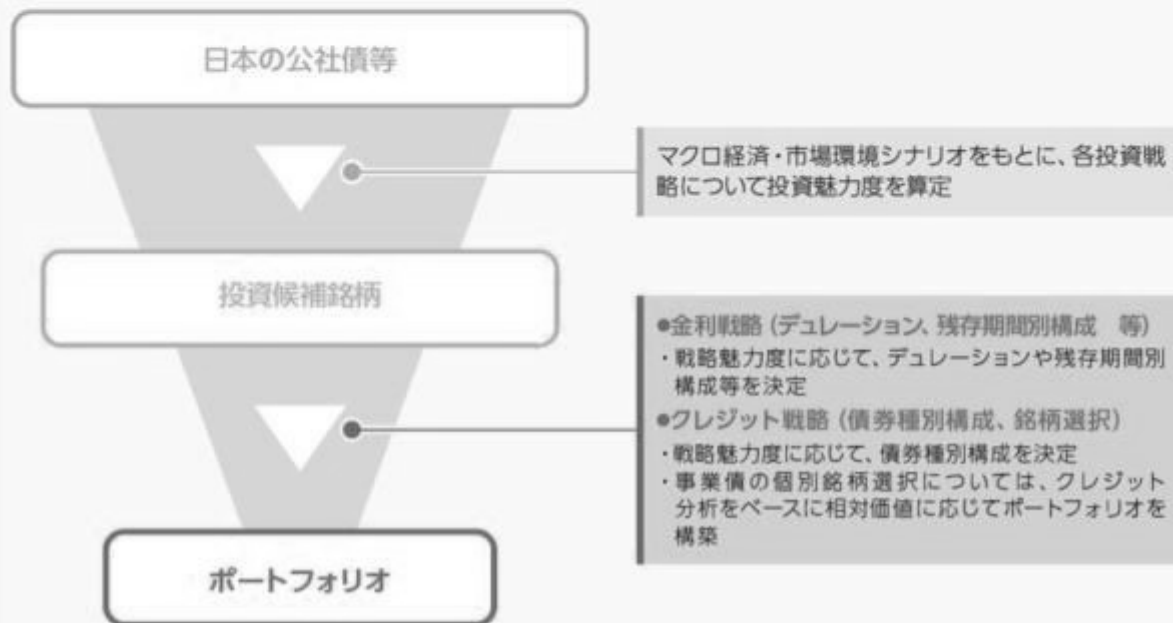 日本の公社債等
マクロ経済・市場環境シナリオをもとに、各投資戦
略について投資魅力度を算定
投資候補銘柄
●金利戦略（デュレーション、残存期間別構成　等）
・戦略魅力度に応じて、デュレーションや残存期間別
構成等を決定
●クレジット戦略（債券種別構成、銘柄選択）
・戦略魅力度に応じて、債券種別構成を決定
・事業債の個別銘柄選択については、クレジット
分析をベースに相対価値に応じてポートフォリオを
構築
ポートフォリオ